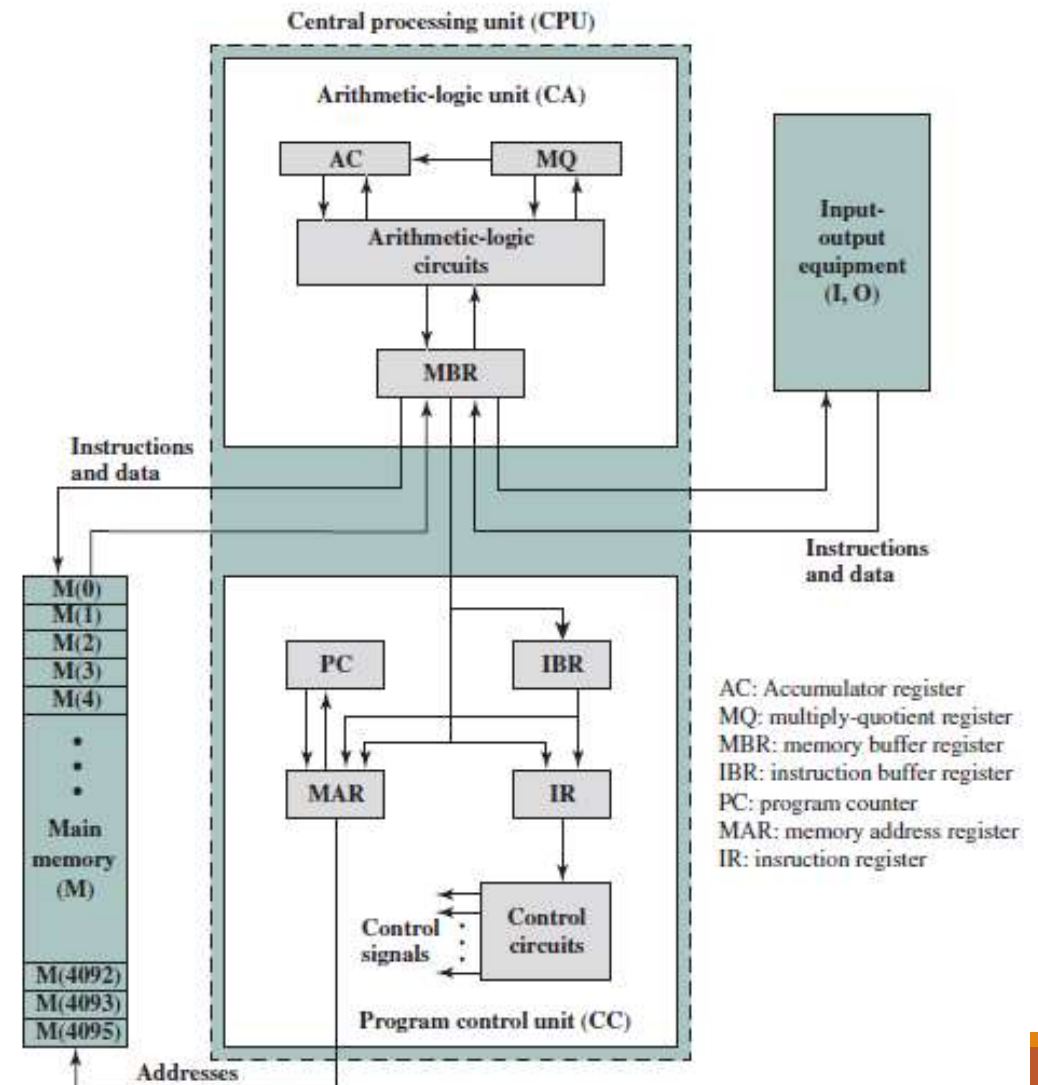 Central processing unit (CPU)
Arithmetic-logic unit (CA)
AC
MQ
Arithmetic-logic
circuits
MBR
Input-
output
equipment
(I, O)
Instructions
and data
Instructions
and data
M(0)
M(1)
M(2)
M(3)
M(4)
Main
memory
(M)
M(4092)
M(4093)
M(4095)
PC
IBR
MAR
IR
Control
signals
Control
circuits
Program control unit (CC)
Addresses
AC: Accumulator register
MQ: multiply-quotient register
MBR: memory buffer register
IBR: instruction buffer register
PC: program counter
MAR: memory address register
IR: insruction register